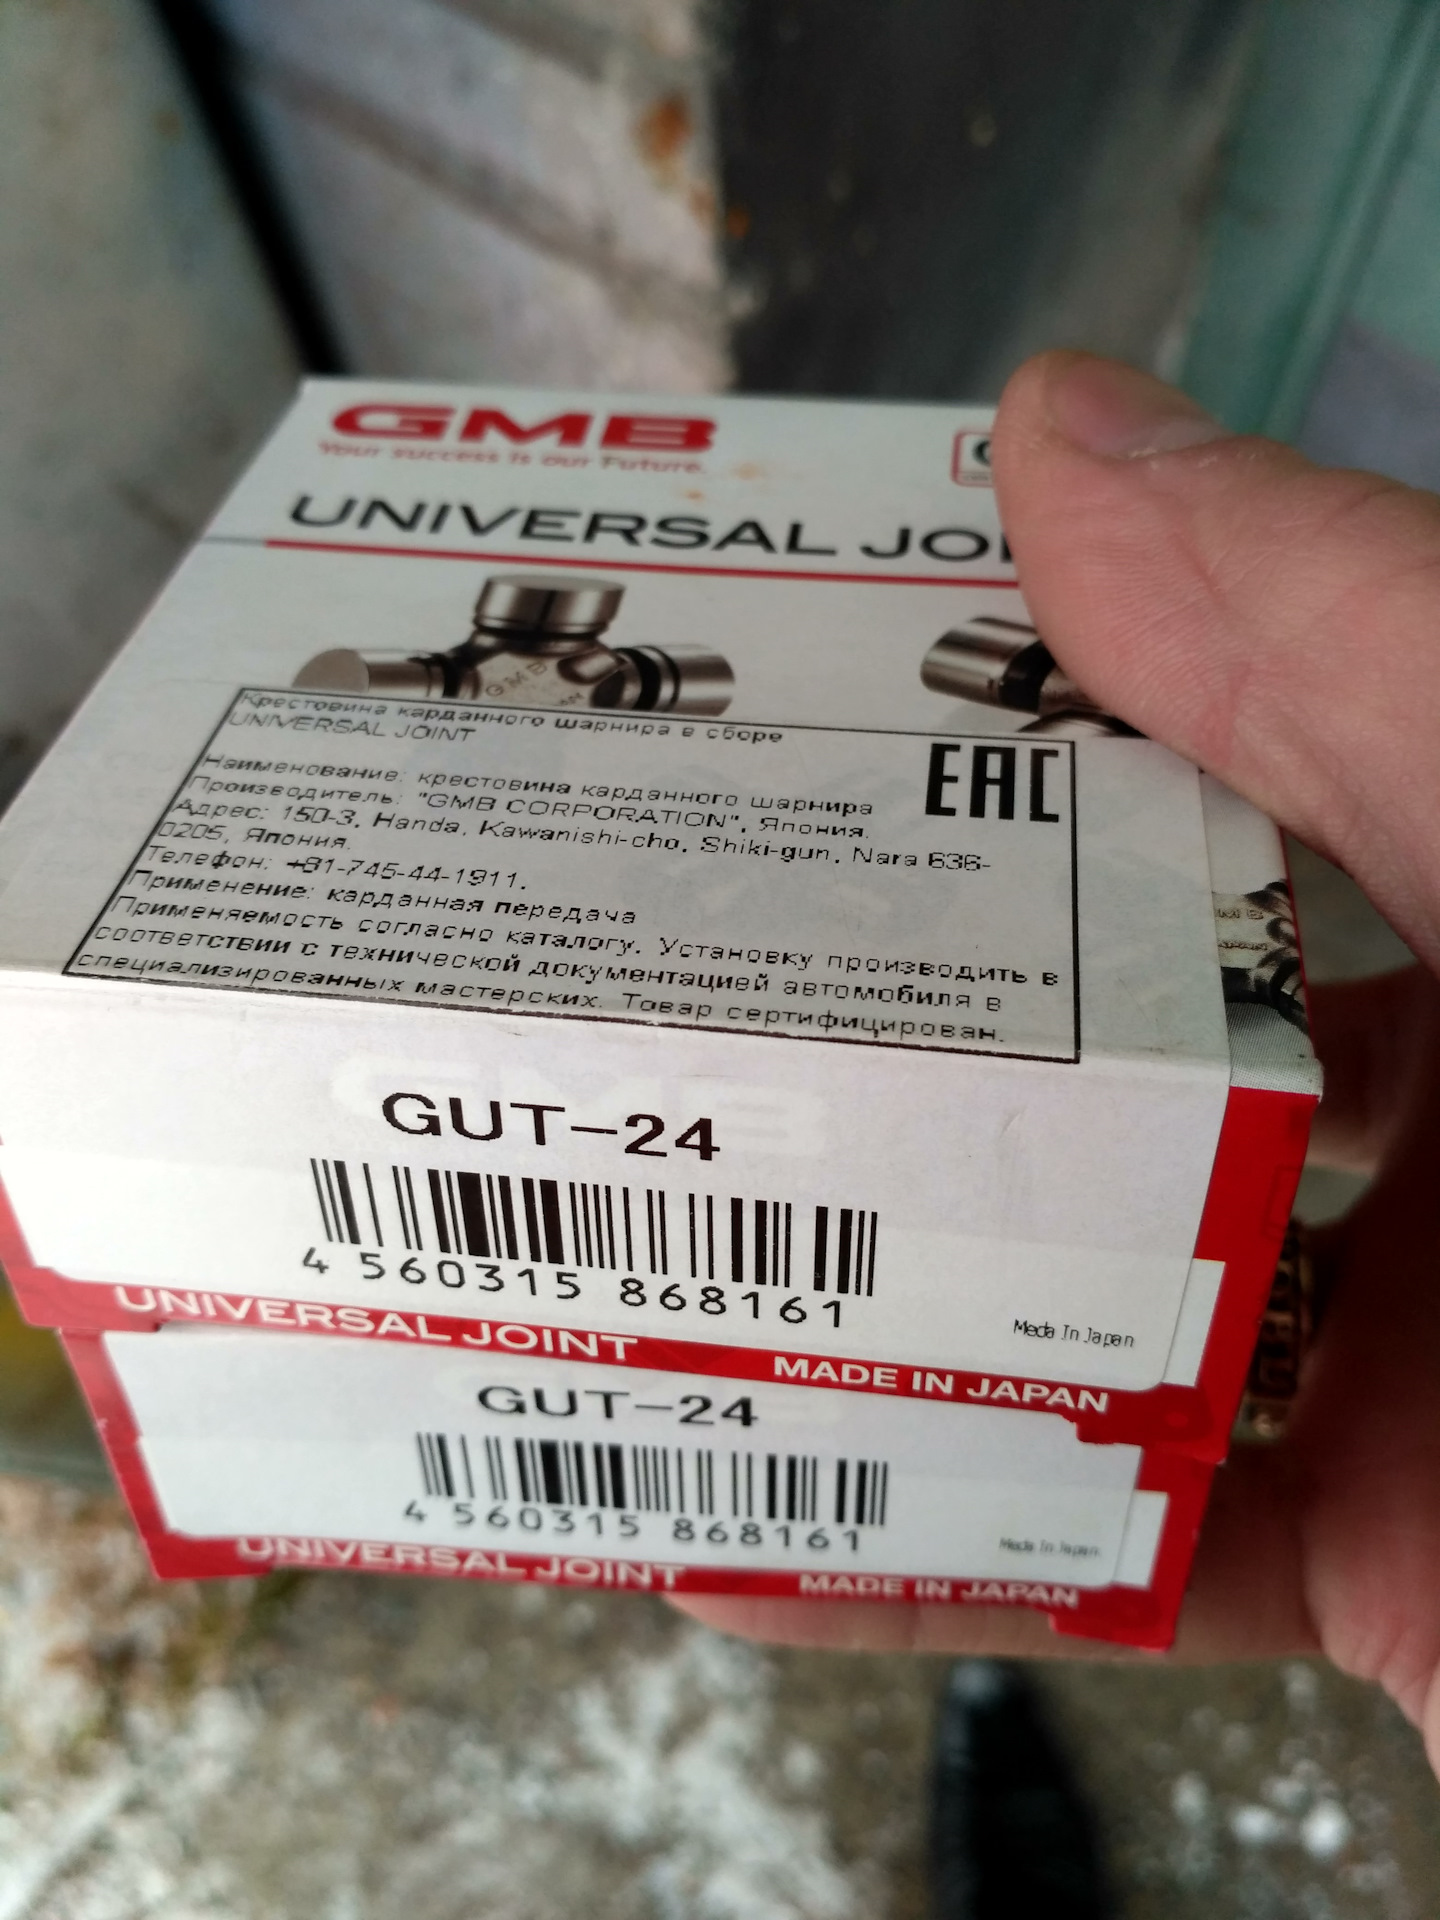 GMB
Your success is our Future.
UNIVERSAL JOI
GMB
Крестовина карданного шарнира в сборе
UNIVERSAL JOINT
EAC
Наименование: крестовина карданного шарнира
Производитель: "GMB CORPORATION", Япония.
Адрес: 150-3, Handa, Kawanishi-cho, Shiki-gun, Nara 636-
0205, Япония.
Телефон: +81-745-44-1911.
Применение: карданная передача
Применяемость согласно каталогу. Установку производить в
соответствии с технической документацией автомобиля в
специализированных мастерских. Товар сертифицирован.
GUT-24
4 560315 868161
Meda In Japan
UNIVERSAL JOINT
MADE IN JAPAN
GUT-24
4 560315 868161
Meda In Japan
UNIVERSAL JOINT
MADE IN JAPAN